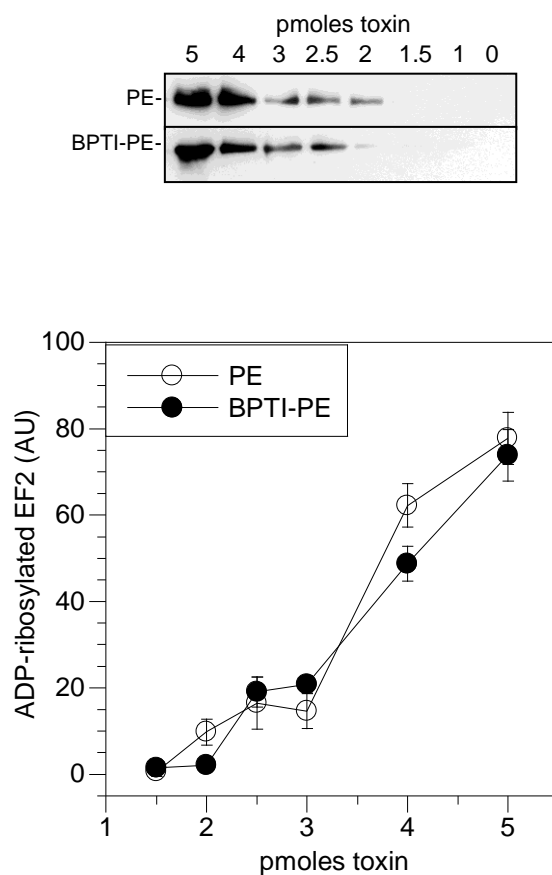 pmoles toxin
5 4 3 2.5 2 1.5 1 0
PE-
BPTI-PE-
100
80
60
40
20
0
ADP-ribosylated EF2 (AU)
PE
BPTI-PE
1 2 3 4 5
pmoles toxin